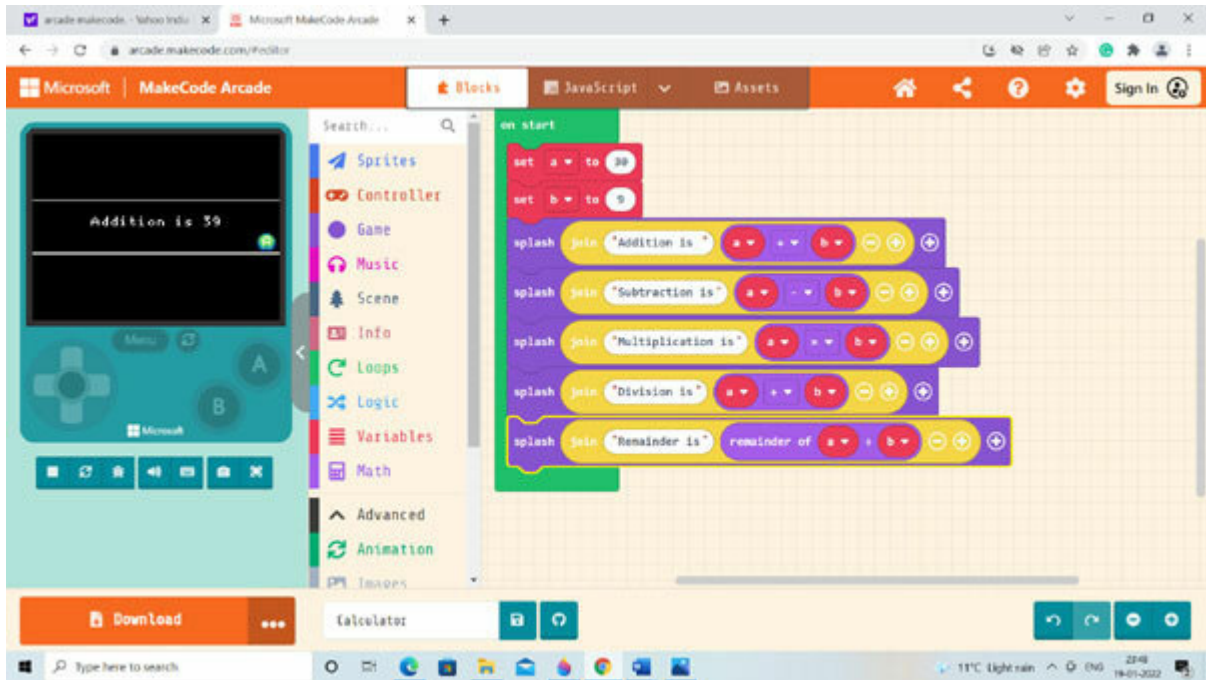 arcade makecode. - Yahoo India
Microsoft MakeCode Arcade
arcade.makecode.com/#editor
Microsoft | MakeCode Arcade
Blocks
JavaScript
Assets
Sign In
Addition is 39
Menu
A
B
Microsoft
Search...
Sprites
Controller
Game
Music
Scene
Info
Loops
Logic
Variables
Math
Advanced
Animation
Images
on start
set a to 30
set b to 9
splash join "Addition is " a + b
splash join "Subtraction is" a - b
splash join "Multiplication is" a × b
splash join "Division is" a ÷ b
splash join "Remainder is" remainder of a ÷ b
Download
Calculator
Type here to search
11°C Light rain
ENG
19-01-2022